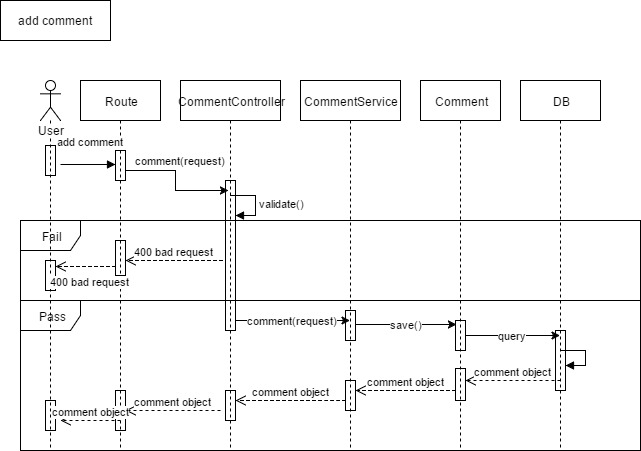 add comment
User
Route
CommentController
CommentService
Comment
DB
add comment
comment(request)
validate()
Fail
400 bad request
400 bad request
Pass
comment(request)
save()
query
comment object
comment object
comment object
comment object
comment object